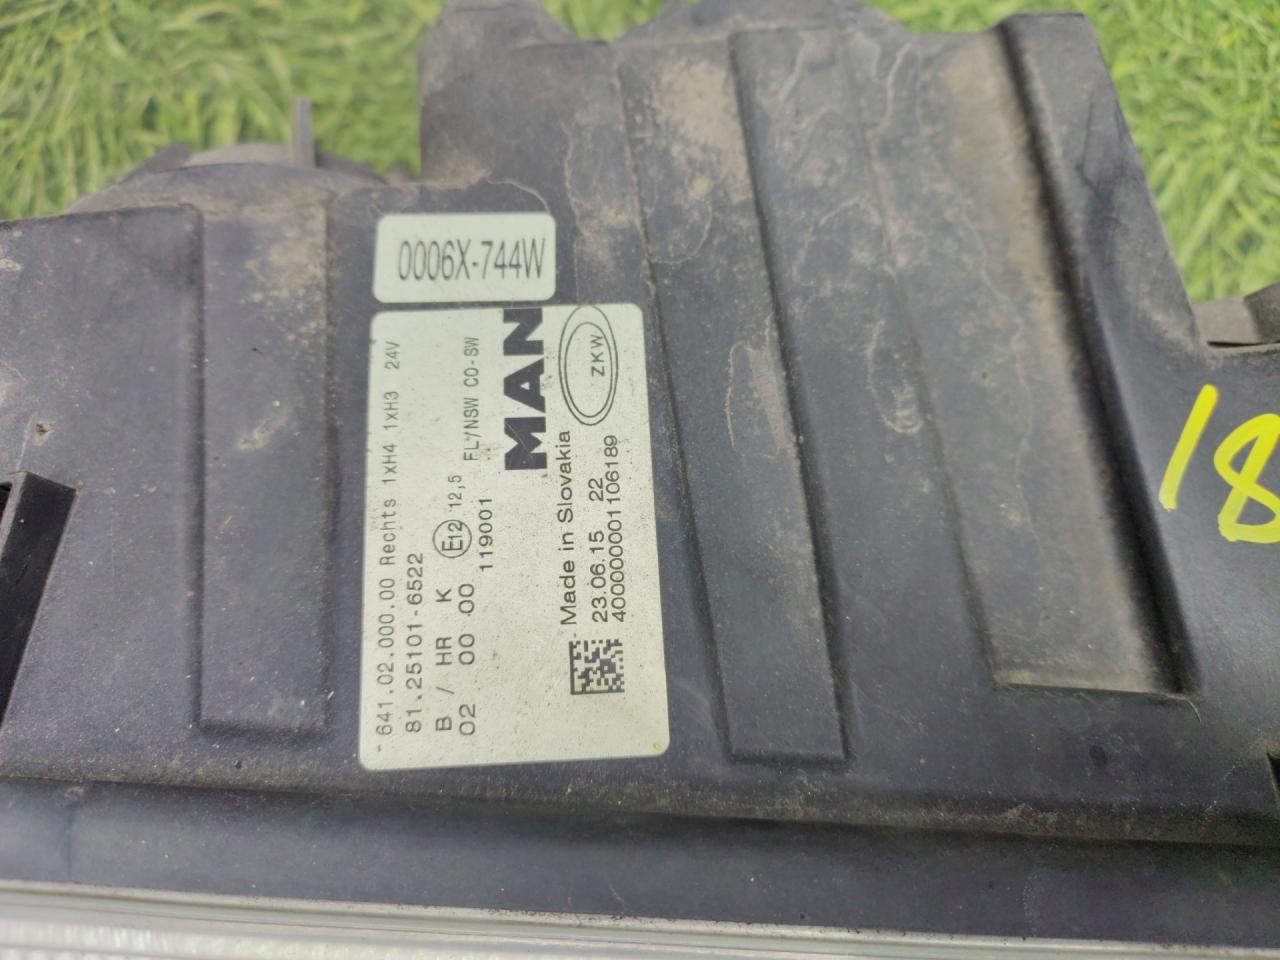 0006X-744W
641.02.000.00 Rechts 1xH4 1xH3 24V
81.25101-6522
B / HR K E12 12,5 FL/NSW CO-SW
02 00 00 119001
MAN
Made in Slovakia
ZKW
23.06.15 22
4000000001106189
18